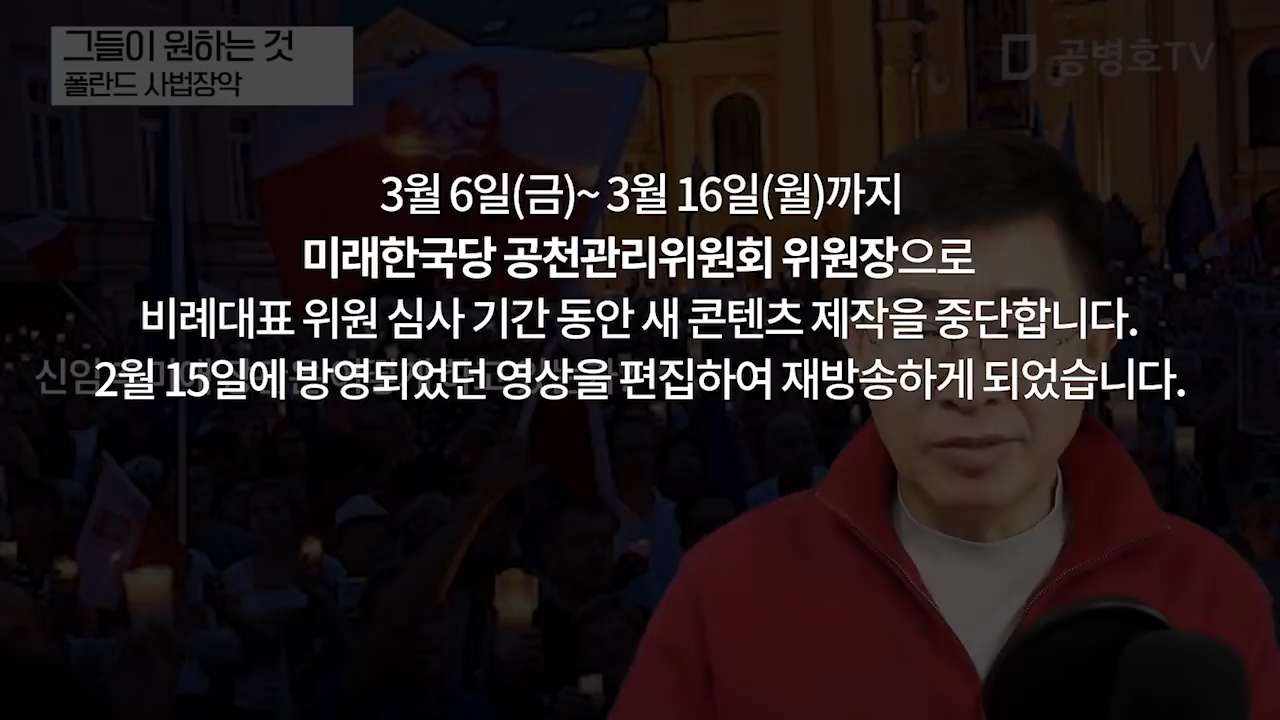 그들이 원하는 것
폴란드 사법장악
공병호TV
3월 6일(금)~ 3월 16일(월)까지
미래한국당 공천관리위원회 위원장으로
비례대표 위원 심사 기간 동안 새 콘텐츠 제작을 중단합니다.
2월 15일에 방영되었던 영상을 편집하여 재방송하게 되었습니다.